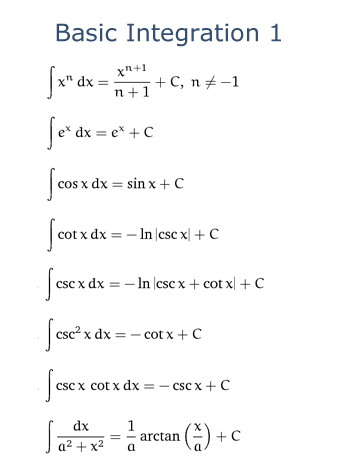 Basic Integration 1
∫ xⁿ dx = xⁿ⁺¹/(n + 1) + C, n ≠ −1
∫ eˣ dx = eˣ + C
∫ cos x dx = sin x + C
∫ cot x dx = − ln |csc x| + C
∫ csc x dx = − ln |csc x + cot x| + C
∫ csc² x dx = − cot x + C
∫ csc x cot x dx = − csc x + C
∫ dx/(a² + x²) = 1/a arctan (x/a) + C